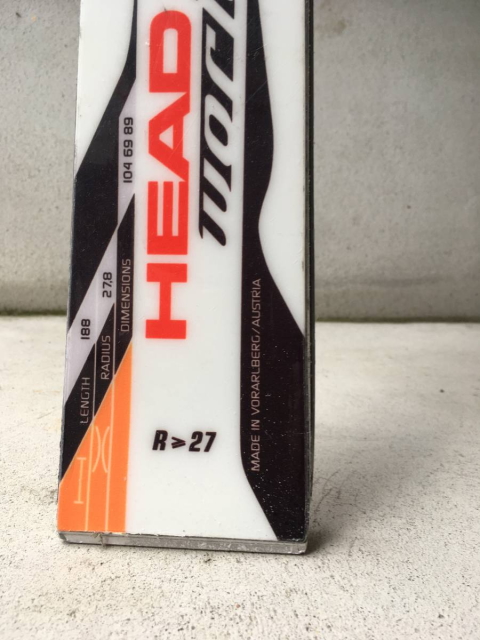 HEAD
LENGTH 188
RADIUS 27.8
DIMENSIONS 104 69 89
MADE IN VORARLBERG/AUSTRIA
R>27